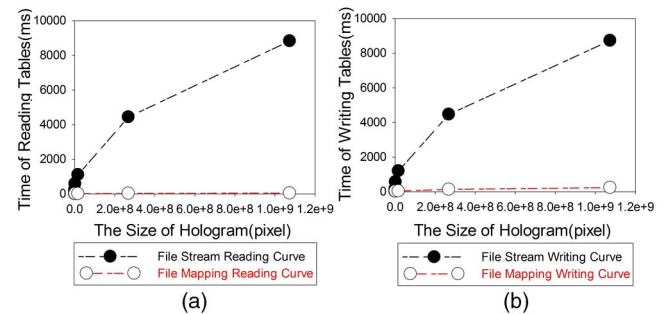 10000
8000
6000
4000
2000
0
Time of Reading Tables(ms)
0.0 2.0e+8 4.0e+8 6.0e+8 8.0e+8 1.0e+9 1.2e+9
The Size of Hologram(pixel)
File Stream Reading Curve
File Mapping Reading Curve
(a)
10000
8000
6000
4000
2000
0
Time of Writing Tables(ms)
0.0 2.0e+8 4.0e+8 6.0e+8 8.0e+8 1.0e+9 1.2e+9
The Size of Hologram(pixel)
File Stream Writing Curve
File Mapping Writing Curve
(b)